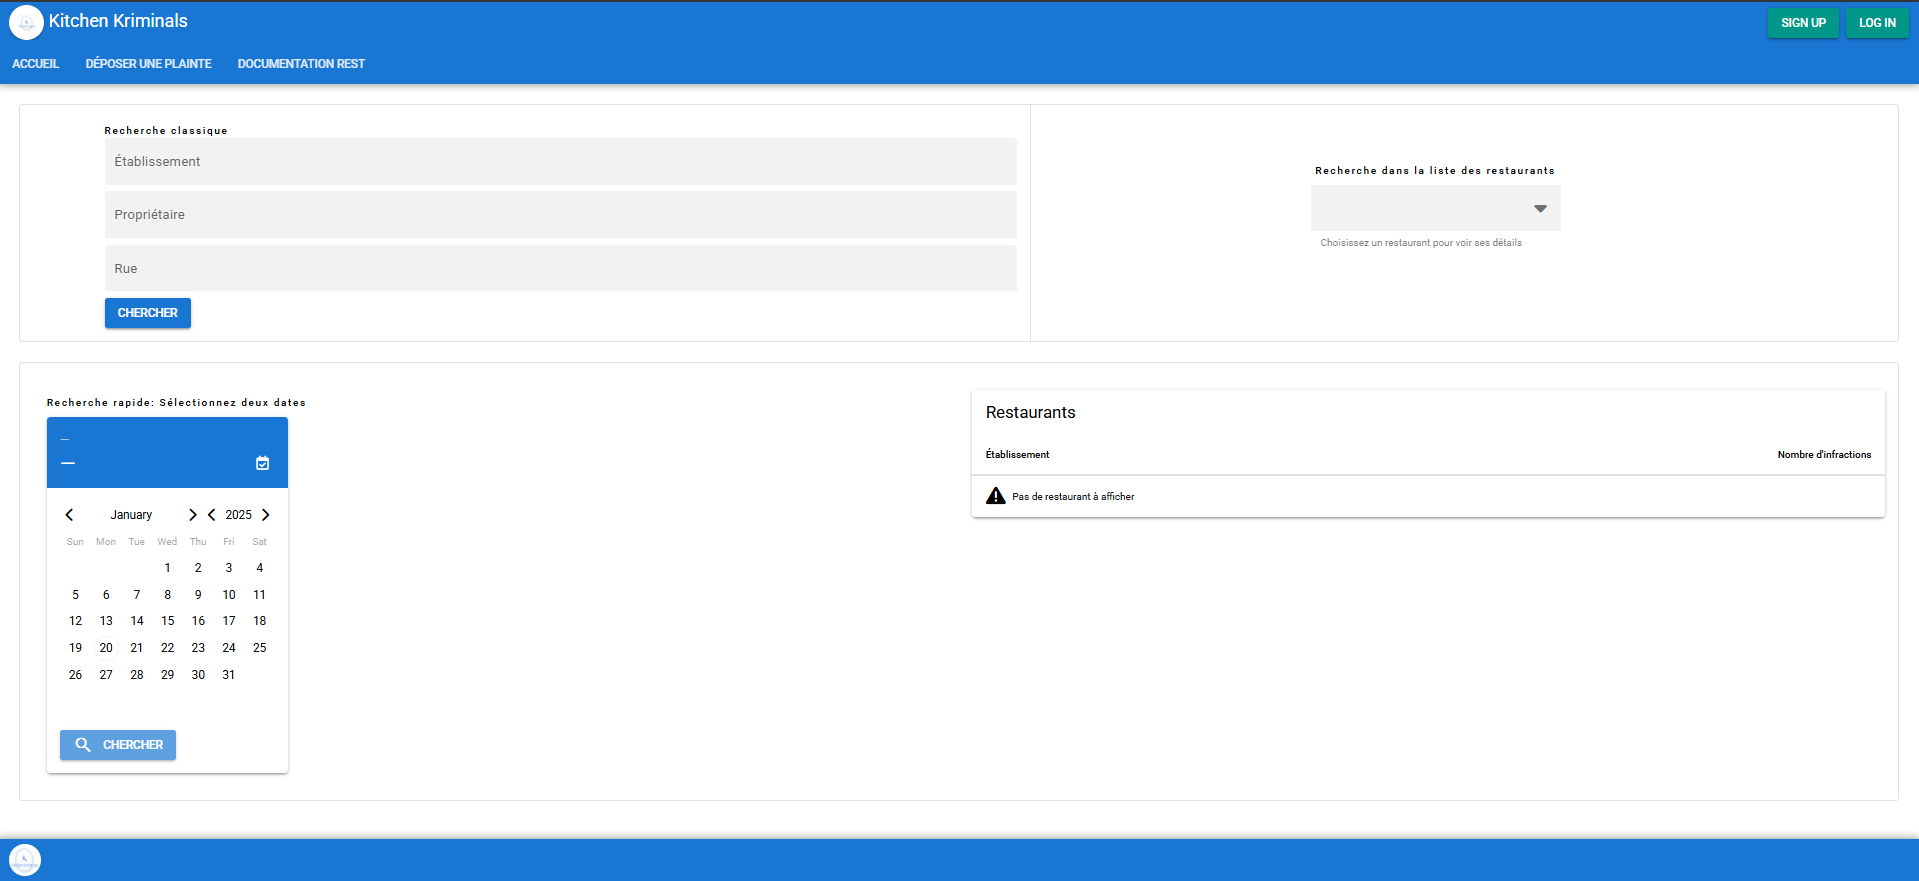 Kitchen Kriminals
SIGN UP LOG IN
ACCUEIL DÉPOSER UNE PLAINTE DOCUMENTATION REST
Recherche classique
Établissement
Propriétaire
Rue
CHERCHER
Recherche dans la liste des restaurants
Choisissez un restaurant pour voir ses détails
Recherche rapide: Sélectionnez deux dates
January 2025
Sun Mon Tue Wed Thu Fri Sat
1 2 3 4
5 6 7 8 9 10 11
12 13 14 15 16 17 18
19 20 21 22 23 24 25
26 27 28 29 30 31
CHERCHER
Restaurants
Établissement Nombre d'infractions
Pas de restaurant à afficher